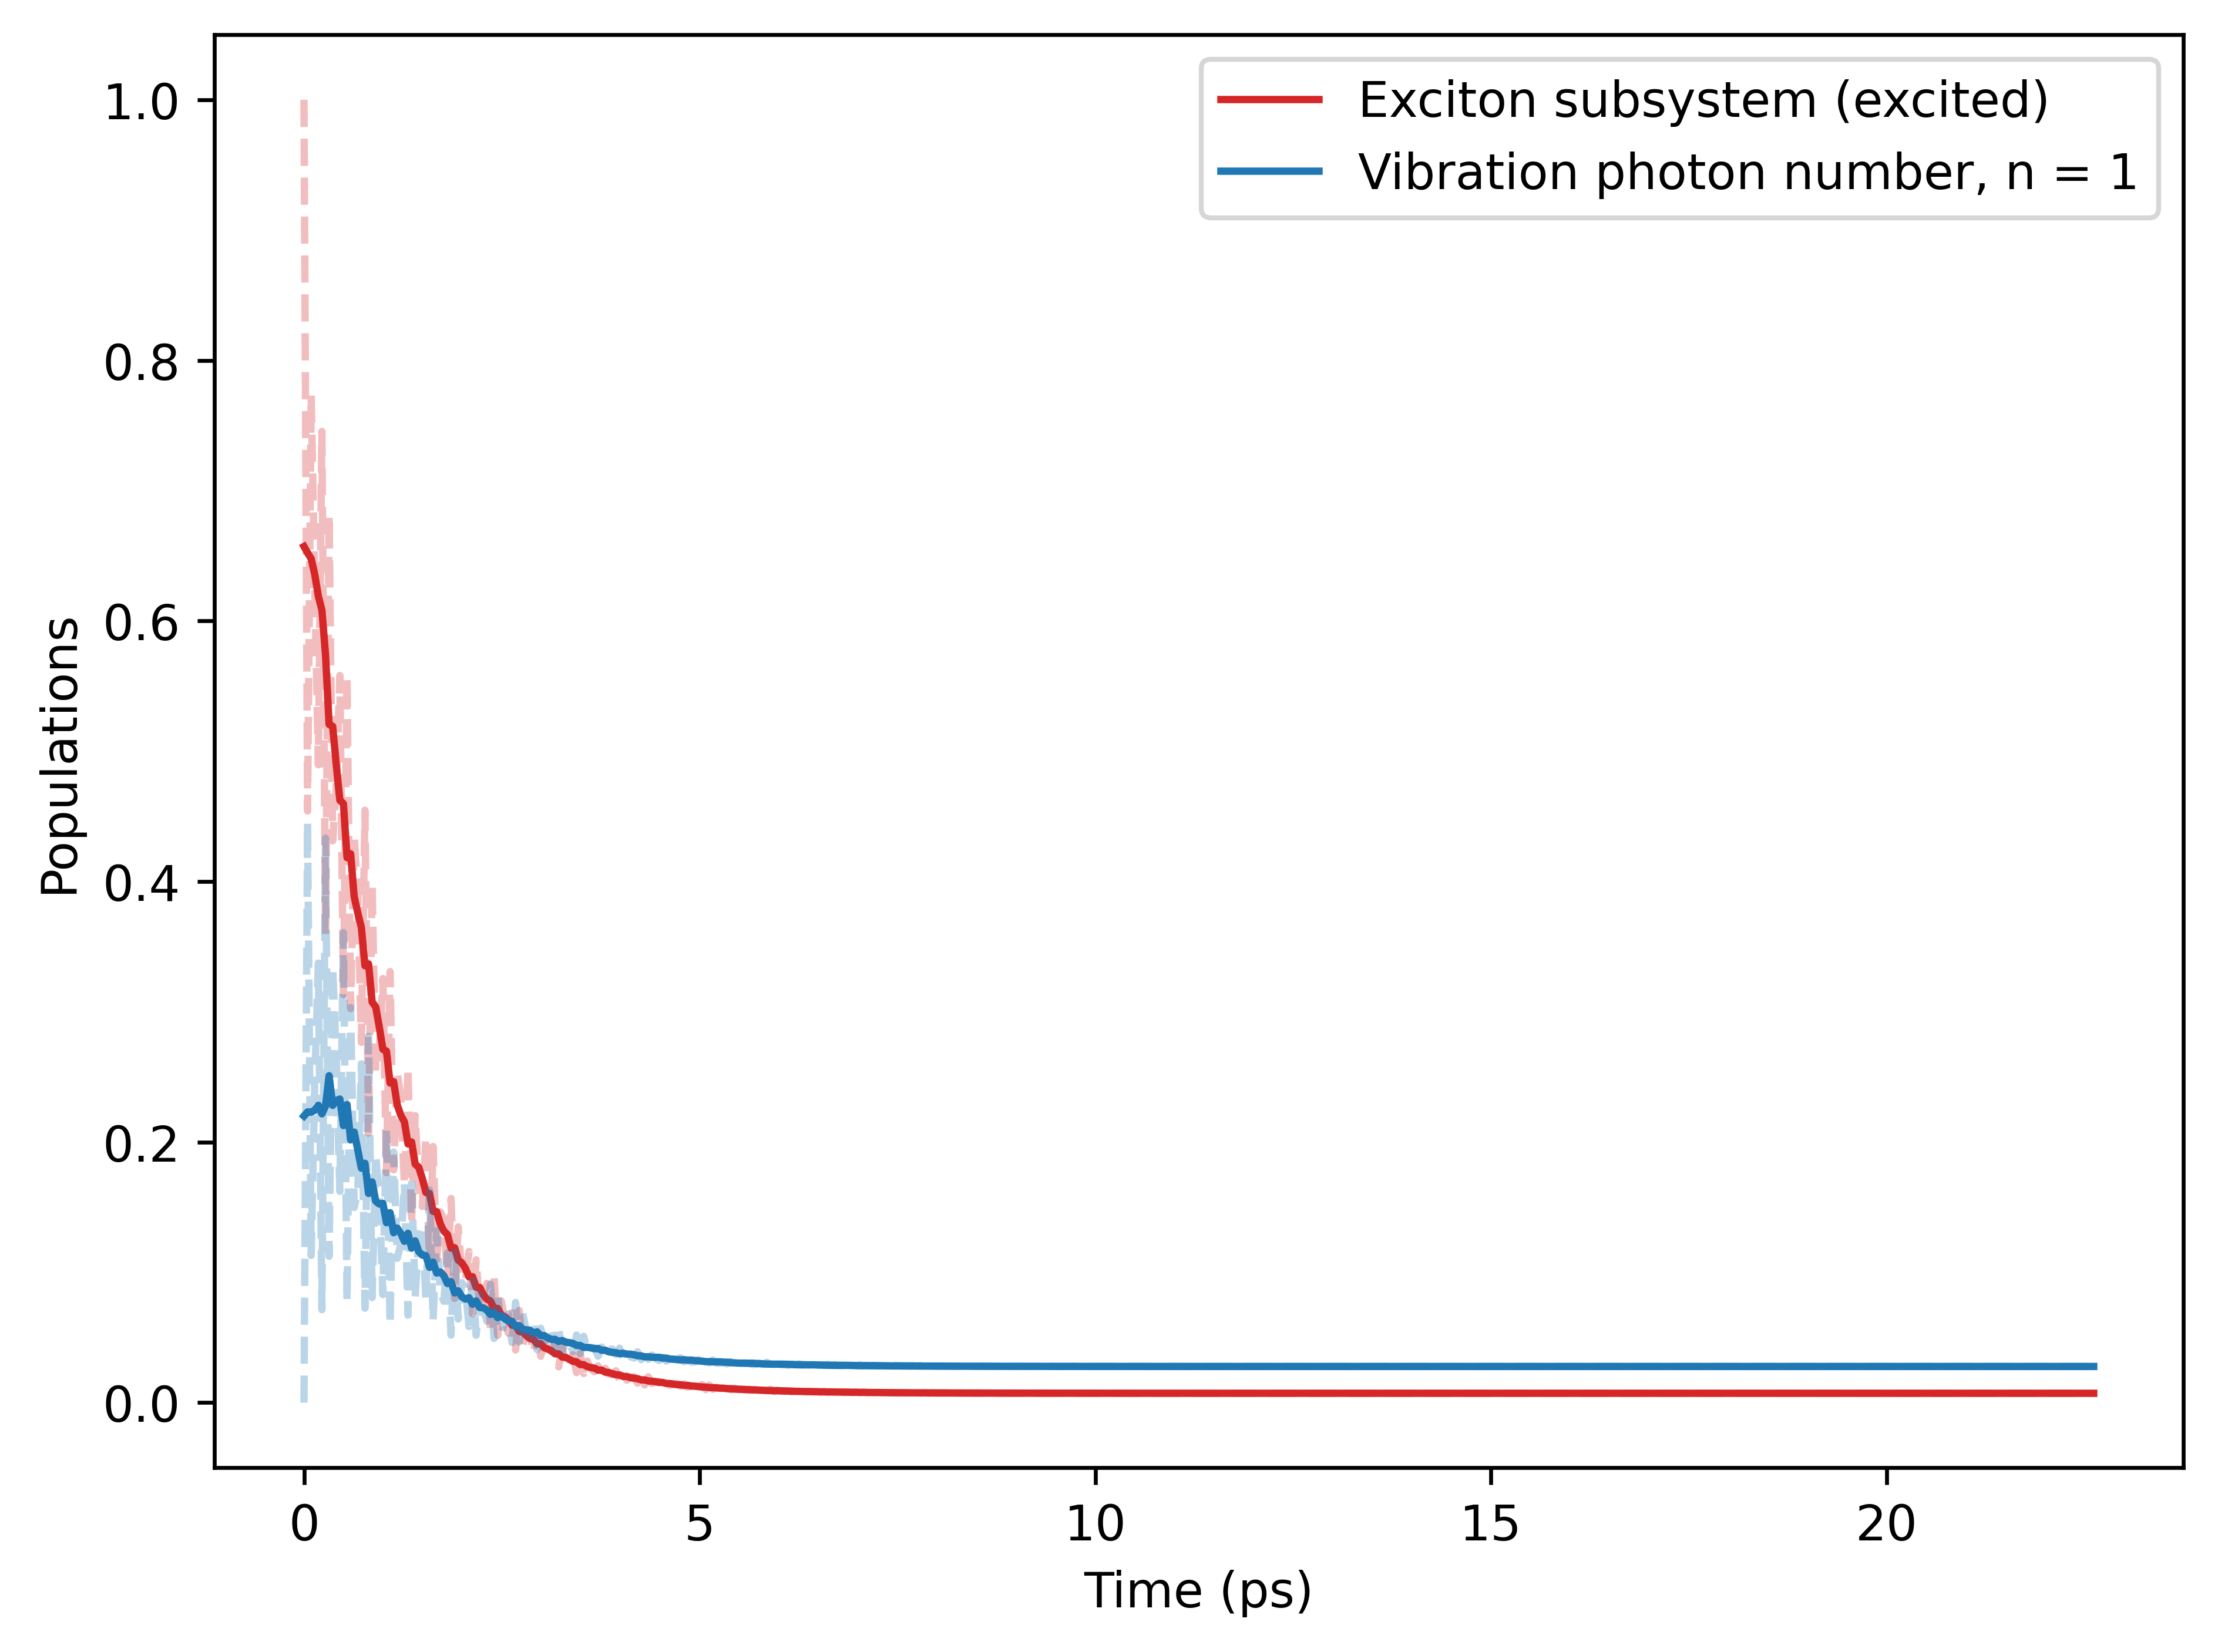 1.0
0.8
0.6
0.4
0.2
0.0
Populations
Exciton subsystem (excited)
Vibration photon number, n = 1
0 5 10 15 20
Time (ps)